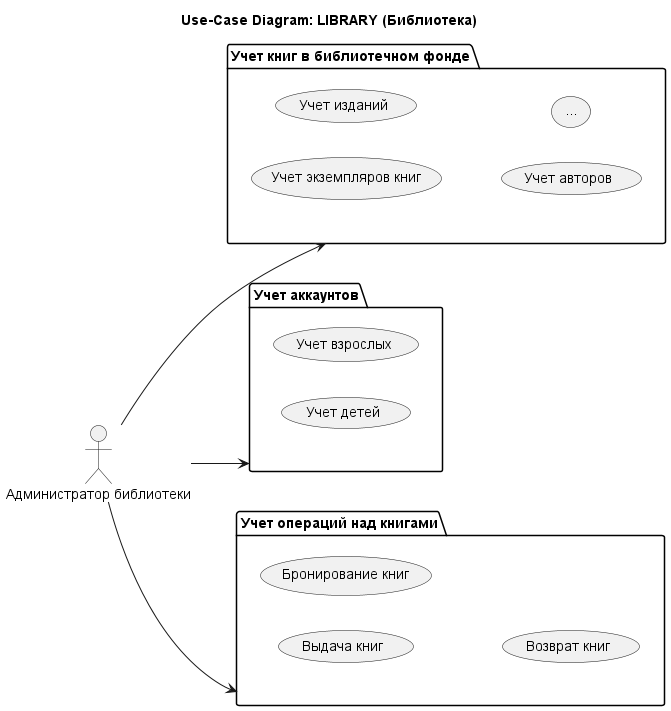 Use-Case Diagram: LIBRARY (Библиотека)
Учет книг в библиотечном фонде
Учет изданий
...
Учет экземпляров книг
Учет авторов
Учет аккаунтов
Учет взрослых
Учет детей
Администратор библиотеки
Учет операций над книгами
Бронирование книг
Выдача книг
Возврат книг